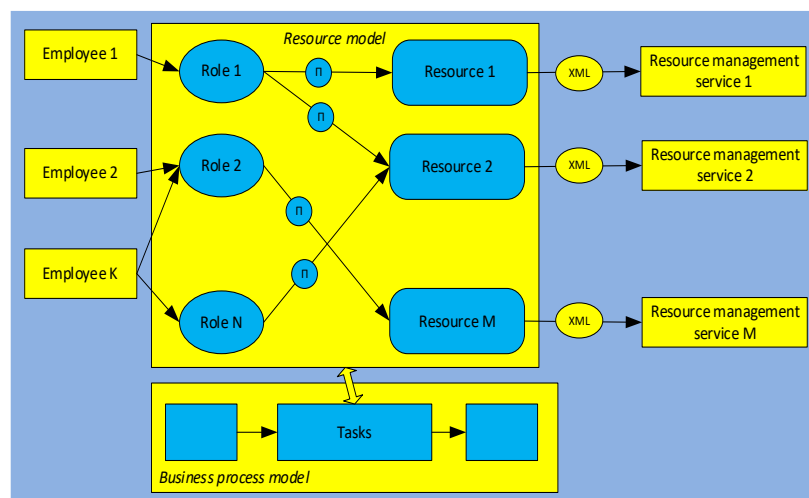 Resource model
Employee 1
Role 1
П
Resource 1
XML
Resource management
service 1
П
Employee 2
Role 2
Resource 2
XML
Resource management
service 2
П
Employee K
П
Role N
Resource M
XML
Resource management
service M
Tasks
Business process model